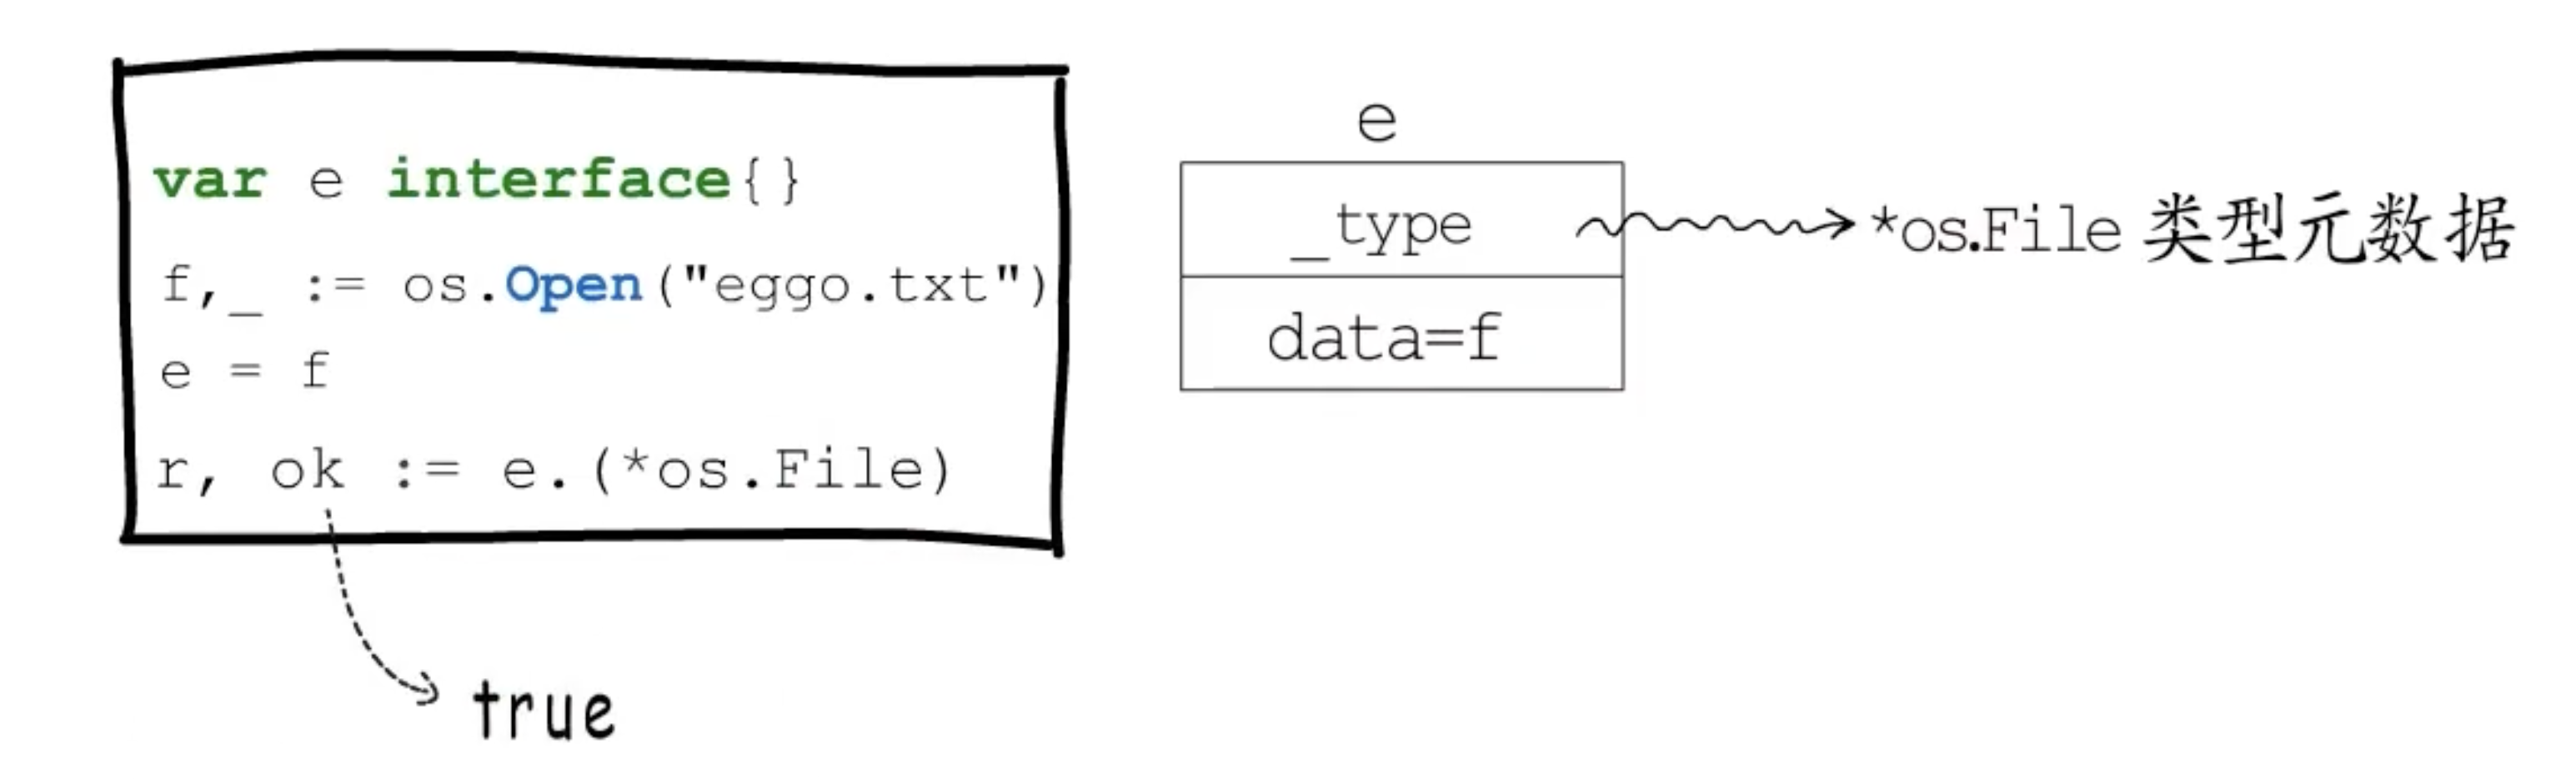 var e interface{}
f,_ := os.Open("eggo.txt")
e = f
r, ok := e.(*os.File)
true
e
_type
*os.File 类型元数据
data=f